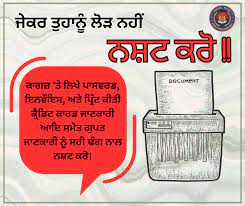 ਜੇਕਰ ਤੁਹਾਨੂੰ ਲੋੜ ਨਹੀਂ
ਨਸ਼ਟ ਕਰੋ !!
ਕਾਗਜ਼ 'ਤੇ ਲਿਖੇ ਪਾਸਵਰਡ,
ਇਨਵੌਇਸ, ਅਤੇ ਪ੍ਰਿੰਟ ਕੀਤੀ
ਕ੍ਰੈਡਿਟ ਕਾਰਡ ਜਾਣਕਾਰੀ
ਆਦਿ ਸਮੇਤ ਗੁਪਤ
ਜਾਣਕਾਰੀ ਨੂੰ ਸਹੀ ਢੰਗ ਨਾਲ
ਨਸ਼ਟ ਕਰੋ।
DOCUMENT